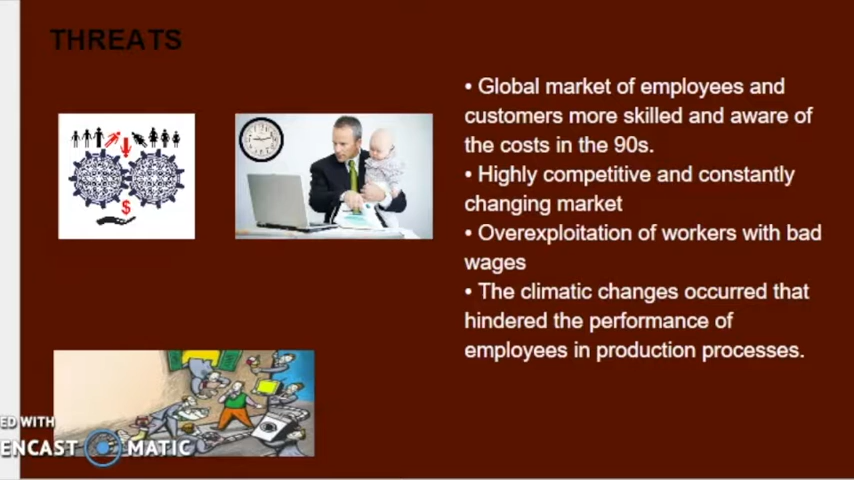 THREATS
• Global market of employees and
customers more skilled and aware of
the costs in the 90s.
• Highly competitive and constantly
changing market
• Overexploitation of workers with bad
wages
• The climatic changes occurred that
hindered the performance of
employees in production processes.
$
ED WITH
ENCAST MATIC